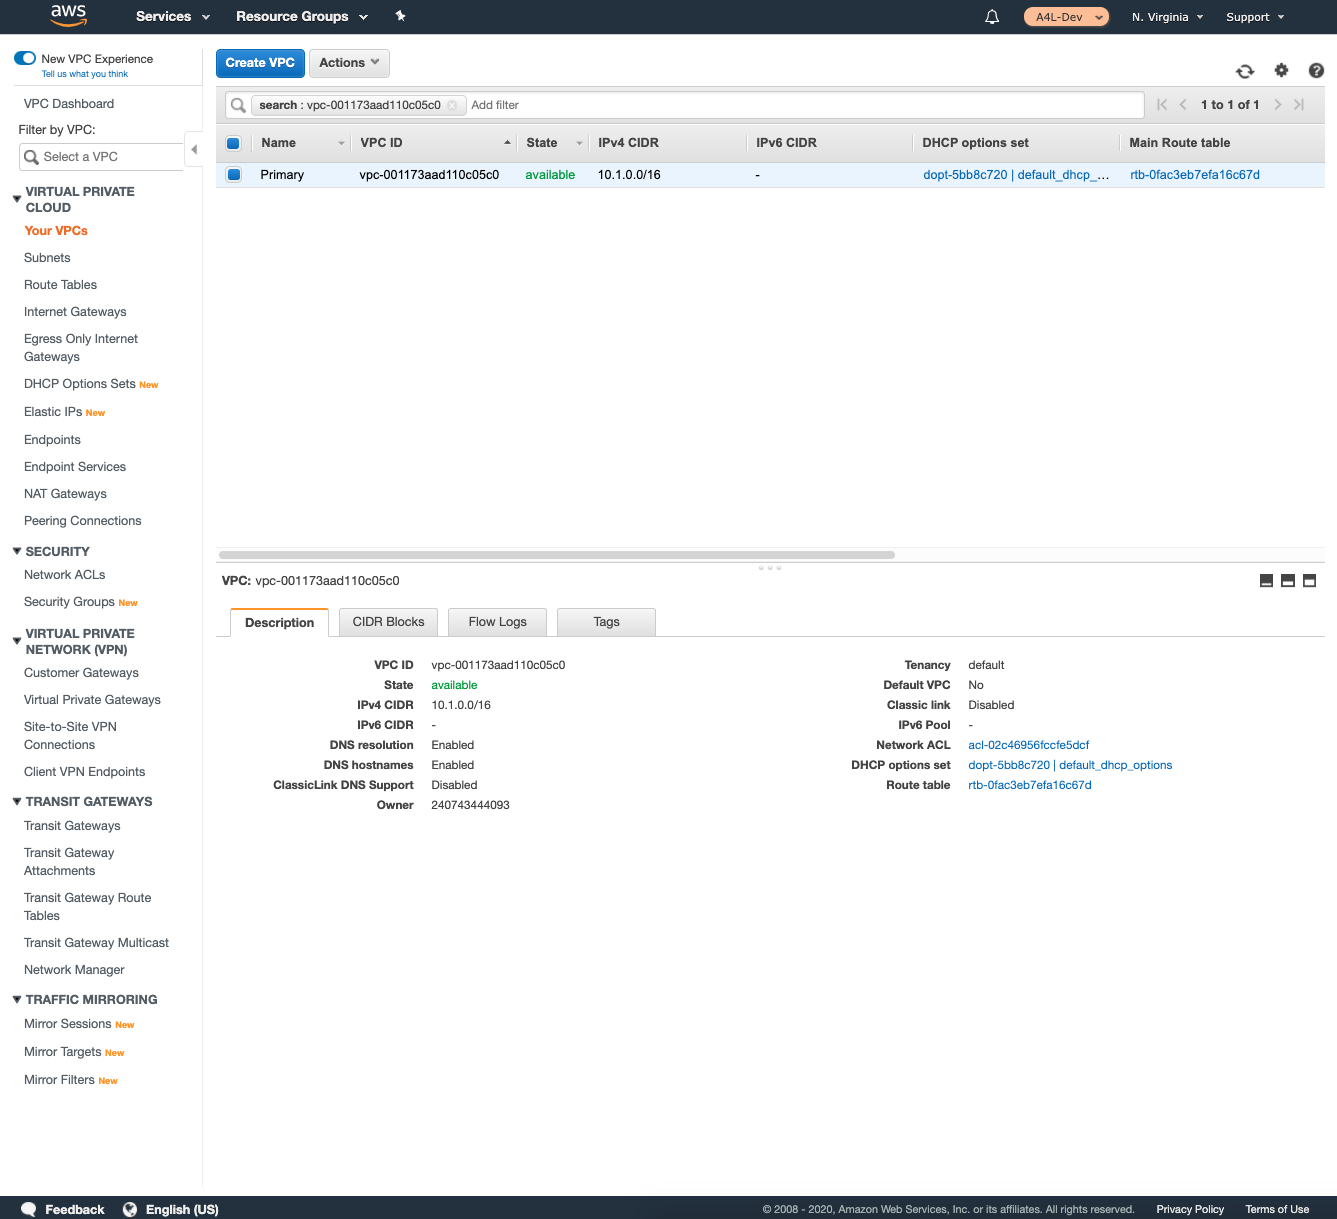 aws
Services
Resource Groups
A4L-Dev
N. Virginia
Support
New VPC Experience
Tell us what you think
VPC Dashboard
Filter by VPC:
Select a VPC
VIRTUAL PRIVATE
CLOUD
Your VPCs
Subnets
Route Tables
Internet Gateways
Egress Only Internet
Gateways
DHCP Options Sets New
Elastic IPs New
Endpoints
Endpoint Services
NAT Gateways
Peering Connections
SECURITY
Network ACLs
Security Groups New
VIRTUAL PRIVATE
NETWORK (VPN)
Customer Gateways
Virtual Private Gateways
Site-to-Site VPN
Connections
Client VPN Endpoints
TRANSIT GATEWAYS
Transit Gateways
Transit Gateway
Attachments
Transit Gateway Route
Tables
Transit Gateway Multicast
Network Manager
TRAFFIC MIRRORING
Mirror Sessions New
Mirror Targets New
Mirror Filters New
Create VPC
Actions
search : vpc-001173aad110c05c0
Add filter
1 to 1 of 1
Name VPC ID State IPv4 CIDR IPv6 CIDR DHCP options set Main Route table
Primary vpc-001173aad110c05c0 available 10.1.0.0/16 - dopt-5bb8c720 | default_dhcp_... rtb-0fac3eb7efa16c67d
VPC: vpc-001173aad110c05c0
Description
CIDR Blocks
Flow Logs
Tags
VPC ID vpc-001173aad110c05c0
State available
IPv4 CIDR 10.1.0.0/16
IPv6 CIDR -
DNS resolution Enabled
DNS hostnames Enabled
ClassicLink DNS Support Disabled
Owner 240743444093
Tenancy default
Default VPC No
Classic link Disabled
IPv6 Pool -
Network ACL acl-02c46956fccfe5dcf
DHCP options set dopt-5bb8c720 | default_dhcp_options
Route table rtb-0fac3eb7efa16c67d
Feedback
English (US)
© 2008 - 2020, Amazon Web Services, Inc. or its affiliates. All rights reserved.
Privacy Policy
Terms of Use